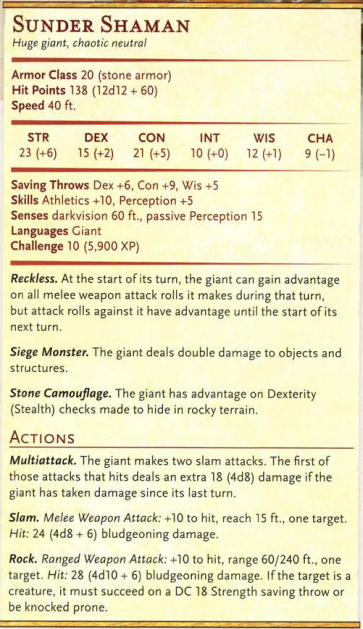 SUNDER SHAMAN
Huge giant, chaotic neutral
Armor Class 20 (stone armor)
Hit Points 138 (12d12 + 60)
Speed 40 ft.
STR DEX CON INT WIS CHA
23 (+6) 15 (+2) 21 (+5) 10 (+0) 12 (+1) 9 (−1)
Saving Throws Dex +6, Con +9, Wis +5
Skills Athletics +10, Perception +5
Senses darkvision 60 ft., passive Perception 15
Languages Giant
Challenge 10 (5,900 XP)
Reckless. At the start of its turn, the giant can gain advantage
on all melee weapon attack rolls it makes during that turn,
but attack rolls against it have advantage until the start of its
next turn.
Siege Monster. The giant deals double damage to objects and
structures.
Stone Camouflage. The giant has advantage on Dexterity
(Stealth) checks made to hide in rocky terrain.
ACTIONS
Multiattack. The giant makes two slam attacks. The first of
those attacks that hits deals an extra 18 (4d8) damage if the
giant has taken damage since its last turn.
Slam. Melee Weapon Attack: +10 to hit, reach 15 ft., one target.
Hit: 24 (4d8 + 6) bludgeoning damage.
Rock. Ranged Weapon Attack: +10 to hit, range 60/240 ft., one
target. Hit: 28 (4d10 + 6) bludgeoning damage. If the target is a
creature, it must succeed on a DC 18 Strength saving throw or
be knocked prone.